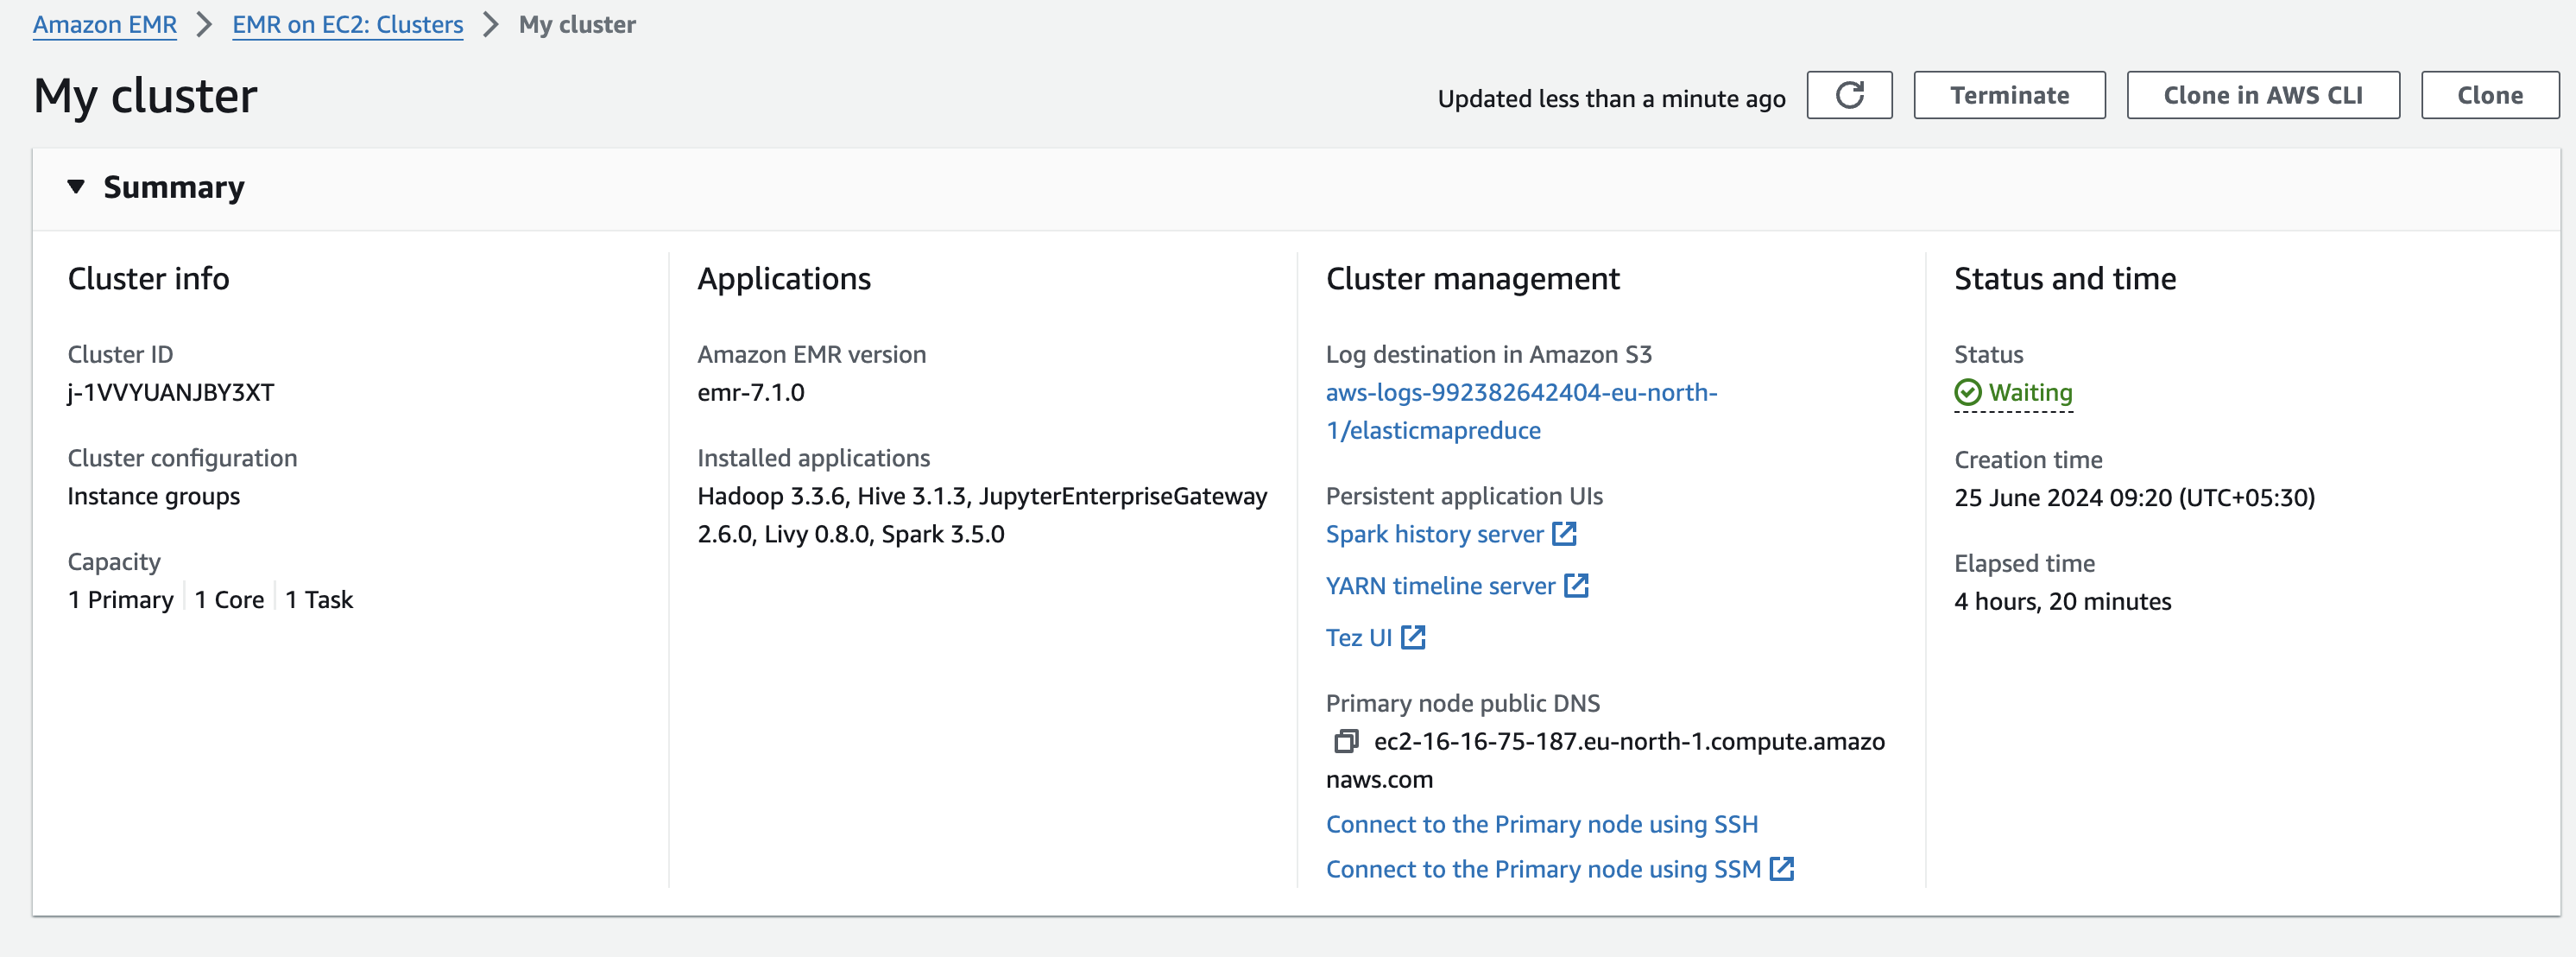 Amazon EMR > EMR on EC2: Clusters > My cluster
My cluster
Updated less than a minute ago
Terminate
Clone in AWS CLI
Clone
Summary
Cluster info
Cluster ID
j-1VVYUANJBY3XT
Cluster configuration
Instance groups
Capacity
1 Primary | 1 Core | 1 Task
Applications
Amazon EMR version
emr-7.1.0
Installed applications
Hadoop 3.3.6, Hive 3.1.3, JupyterEnterpriseGateway
2.6.0, Livy 0.8.0, Spark 3.5.0
Cluster management
Log destination in Amazon S3
aws-logs-992382642404-eu-north-
1/elasticmapreduce
Persistent application UIs
Spark history server
YARN timeline server
Tez UI
Primary node public DNS
ec2-16-16-75-187.eu-north-1.compute.amazo
naws.com
Connect to the Primary node using SSH
Connect to the Primary node using SSM
Status and time
Status
Waiting
Creation time
25 June 2024 09:20 (UTC+05:30)
Elapsed time
4 hours, 20 minutes